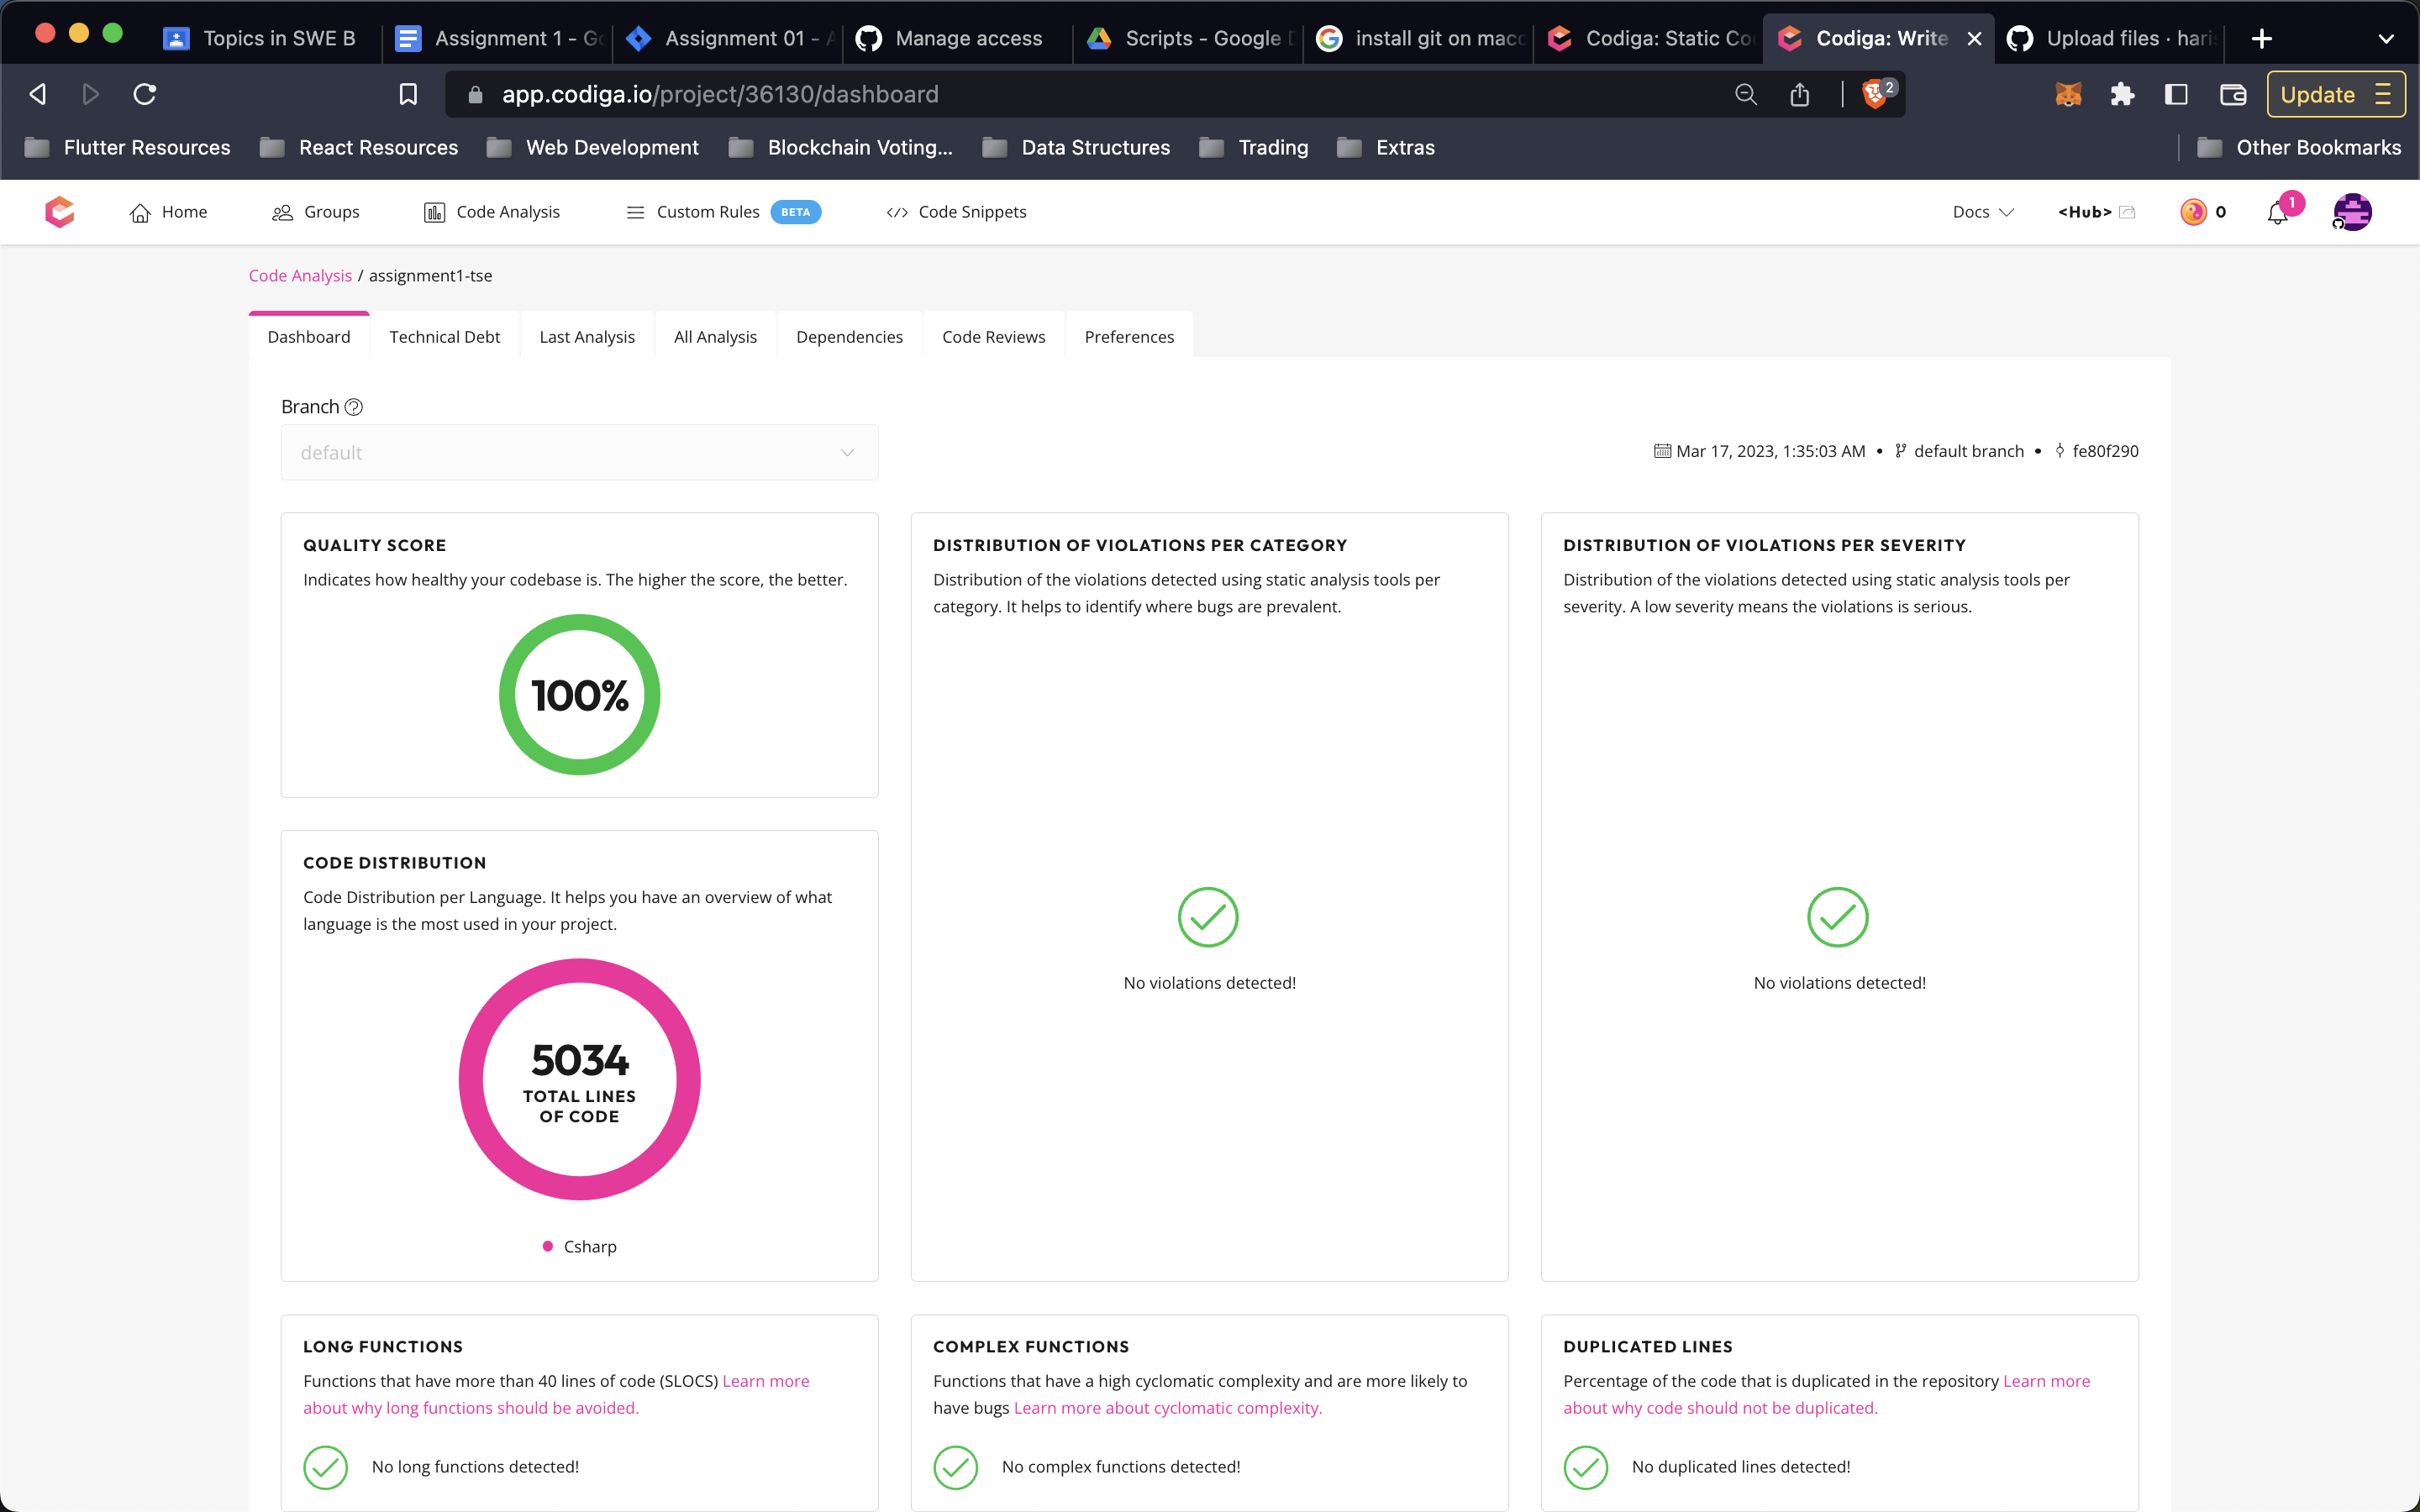 Topics in SWE B
Assignment 1 - Go
Assignment 01 - A
Manage access
Scripts - Google D
install git on macc
Codiga: Static Co
Codiga: Write
Upload files · hari
app.codiga.io/project/36130/dashboard
2
Update
Flutter Resources
React Resources
Web Development
Blockchain Voting...
Data Structures
Trading
Extras
Other Bookmarks
Home
Groups
Code Analysis
Custom Rules BETA
</> Code Snippets
Docs
<Hub>
0
1
Code Analysis / assignment1-tse
Dashboard
Technical Debt
Last Analysis
All Analysis
Dependencies
Code Reviews
Preferences
Branch
default
Mar 17, 2023, 1:35:03 AM • default branch • fe80f290
QUALITY SCORE
Indicates how healthy your codebase is. The higher the score, the better.
100%
DISTRIBUTION OF VIOLATIONS PER CATEGORY
Distribution of the violations detected using static analysis tools per
category. It helps to identify where bugs are prevalent.
No violations detected!
DISTRIBUTION OF VIOLATIONS PER SEVERITY
Distribution of the violations detected using static analysis tools per
severity. A low severity means the violations is serious.
No violations detected!
CODE DISTRIBUTION
Code Distribution per Language. It helps you have an overview of what
language is the most used in your project.
5034
TOTAL LINES
OF CODE
Csharp
LONG FUNCTIONS
Functions that have more than 40 lines of code (SLOCS) Learn more
about why long functions should be avoided.
No long functions detected!
COMPLEX FUNCTIONS
Functions that have a high cyclomatic complexity and are more likely to
have bugs Learn more about cyclomatic complexity.
No complex functions detected!
DUPLICATED LINES
Percentage of the code that is duplicated in the repository Learn more
about why code should not be duplicated.
No duplicated lines detected!